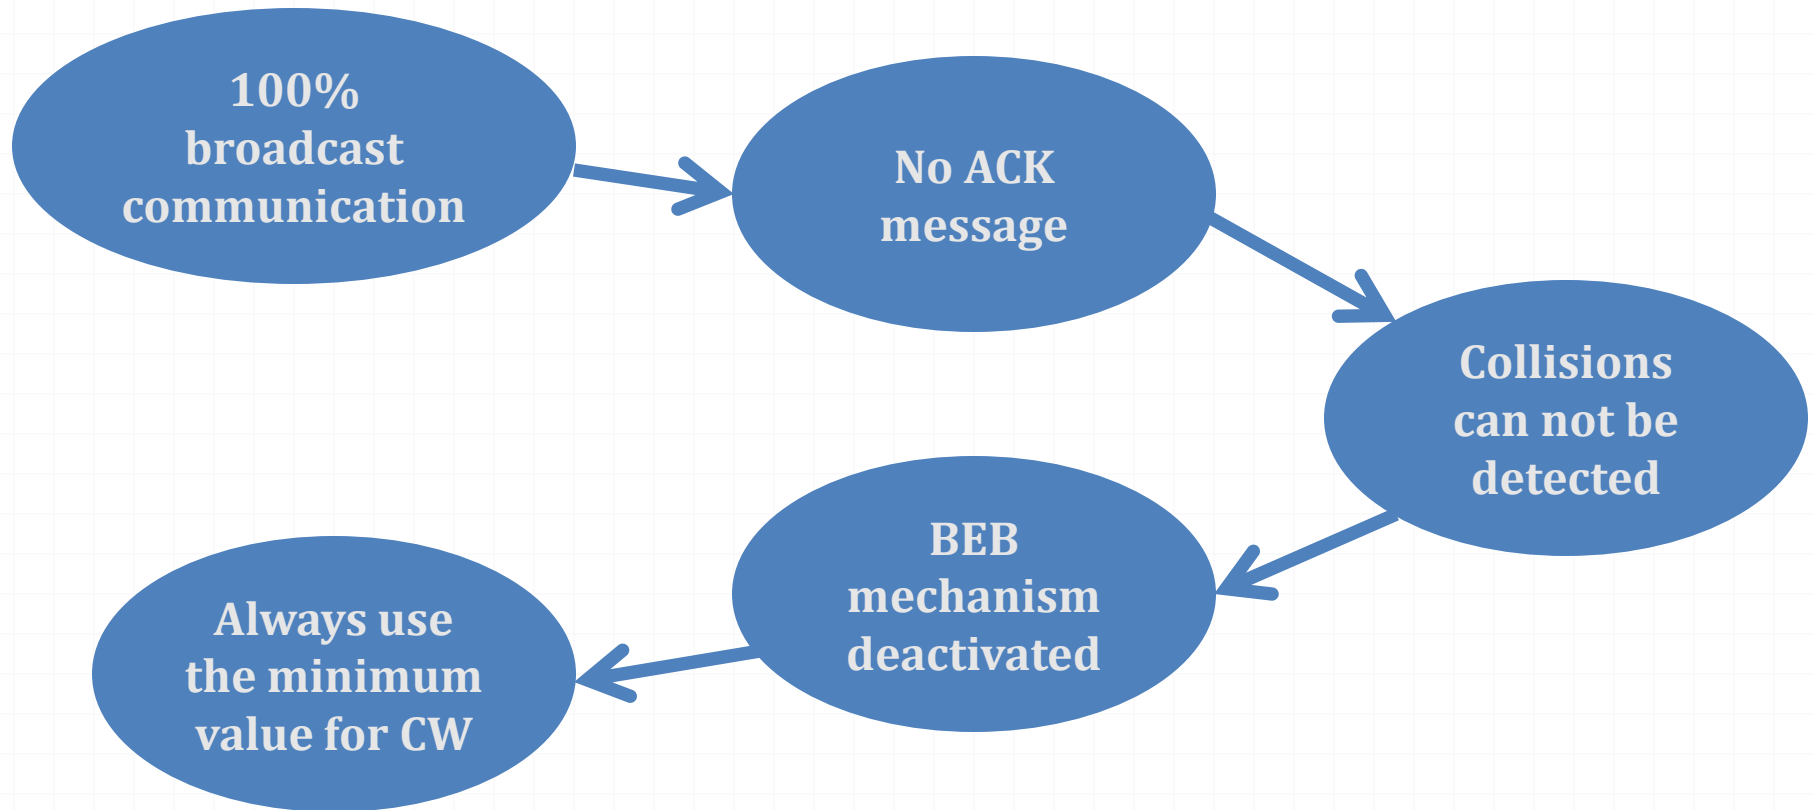 100%
broadcast
communication
No ACK
message
Collisions
can not be
detected
BEB
mechanism
deactivated
Always use
the minimum
value for CW